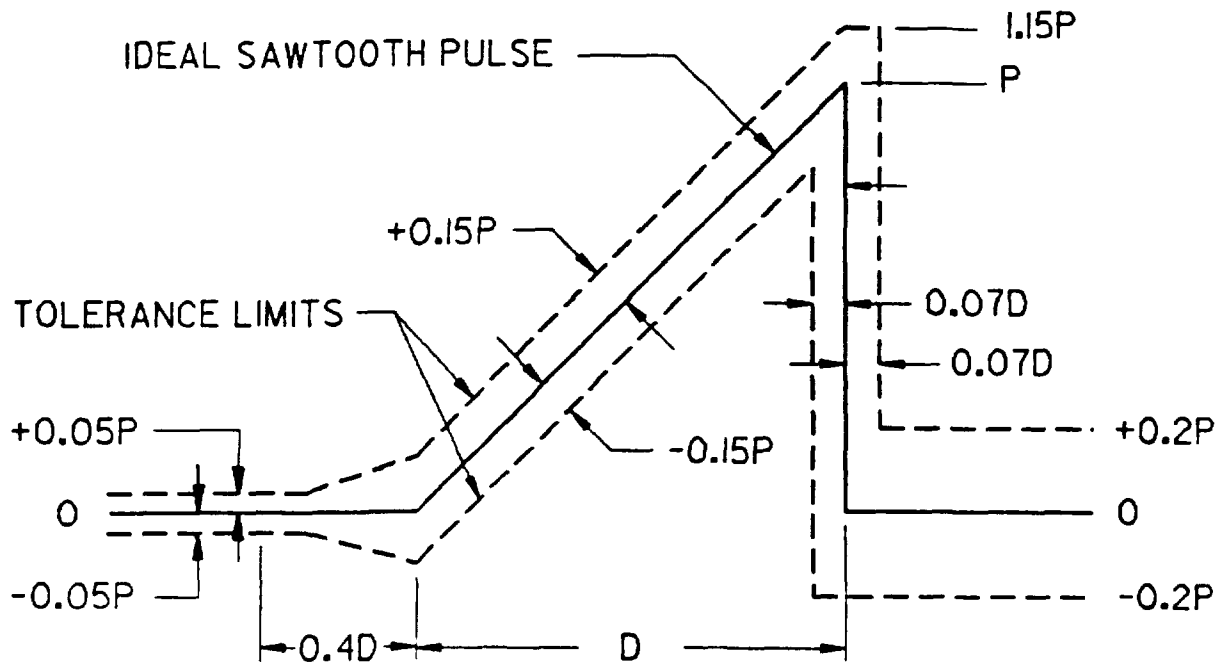 1.15P
IDEAL SAWTOOTH PULSE
P
+0.15P
TOLERANCE LIMITS
0.07D
0.07D
+0.05P
-0.15P
+0.2P
0
0
-0.05P
-0.2P
0.4D
D